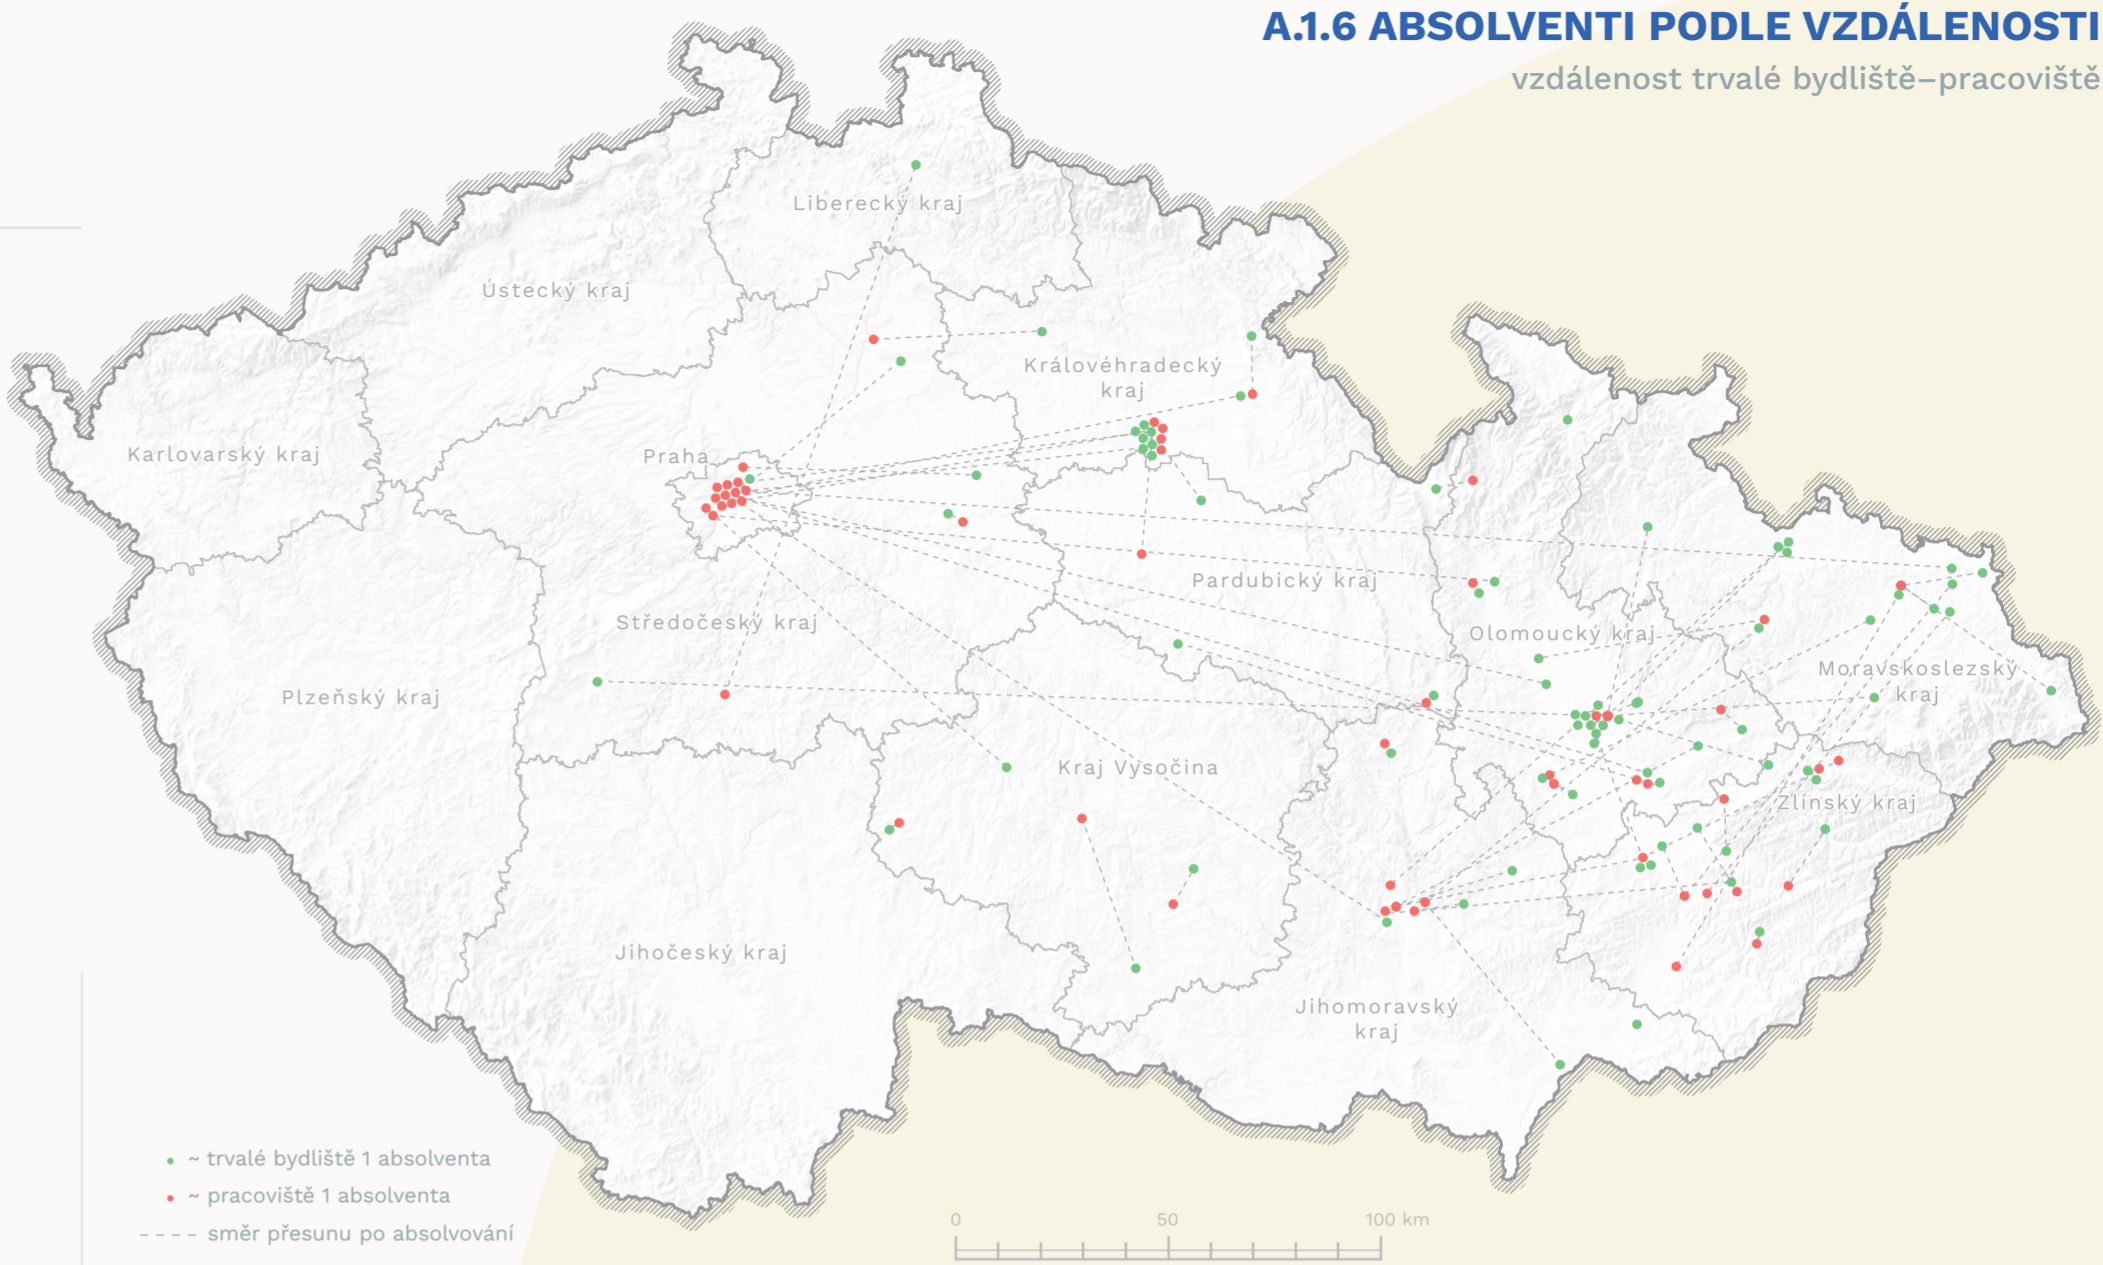 A.1.6 ABSOLVENTI PODLE VZDÁLENOSTI
vzdálenost trvalé bydliště–pracoviště
Liberecký kraj
Ústecký kraj
Královéhradecký
kraj
Karlovarský kraj
Praha
Pardubický kraj
Středočeský kraj
Olomoucký kraj
Moravskoslezský
kraj
Plzeňský kraj
Kraj Vysočina
Zlínský kraj
Jihočeský kraj
Jihomoravský
kraj
~ trvalé bydliště 1 absolventa
~ pracoviště 1 absolventa
směr přesunu po absolvování
0 50 100 km